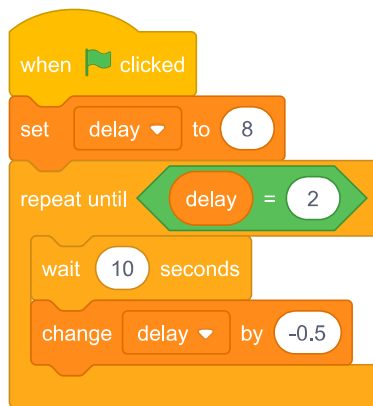 when clicked
set delay to 8
repeat until delay = 2
wait 10 seconds
change delay by -0.5